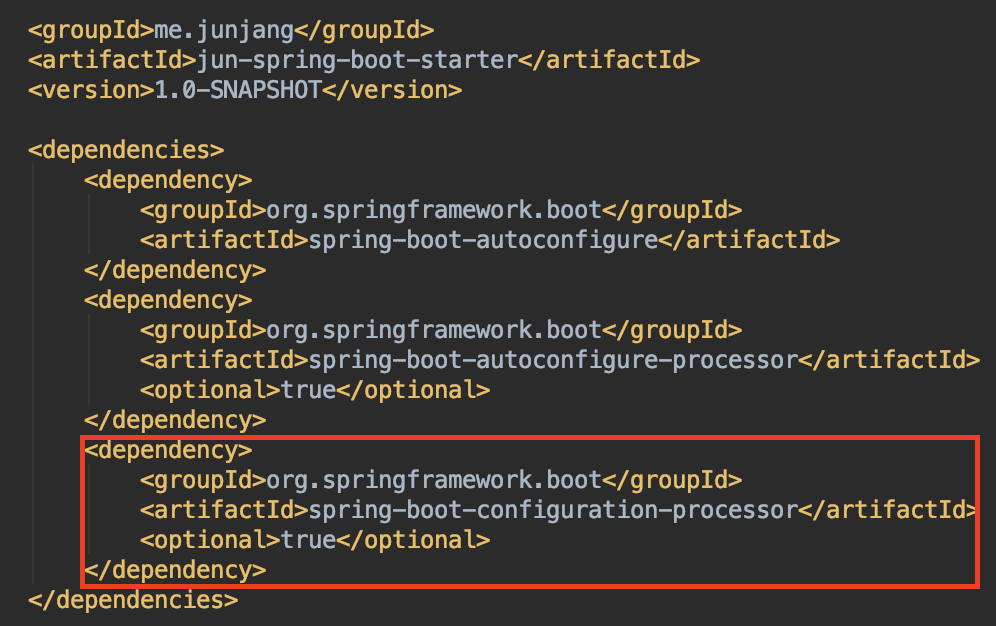 <groupId>me.junjang</groupId>
<artifactId>jun-spring-boot-starter</artifactId>
<version>1.0-SNAPSHOT</version>
<dependencies>
<dependency>
<groupId>org.springframework.boot</groupId>
<artifactId>spring-boot-autoconfigure</artifactId>
</dependency>
<dependency>
<groupId>org.springframework.boot</groupId>
<artifactId>spring-boot-autoconfigure-processor</artifactId>
<optional>true</optional>
</dependency>
<dependency>
<groupId>org.springframework.boot</groupId>
<artifactId>spring-boot-configuration-processor</artifactId>
<optional>true</optional>
</dependency>
</dependencies>